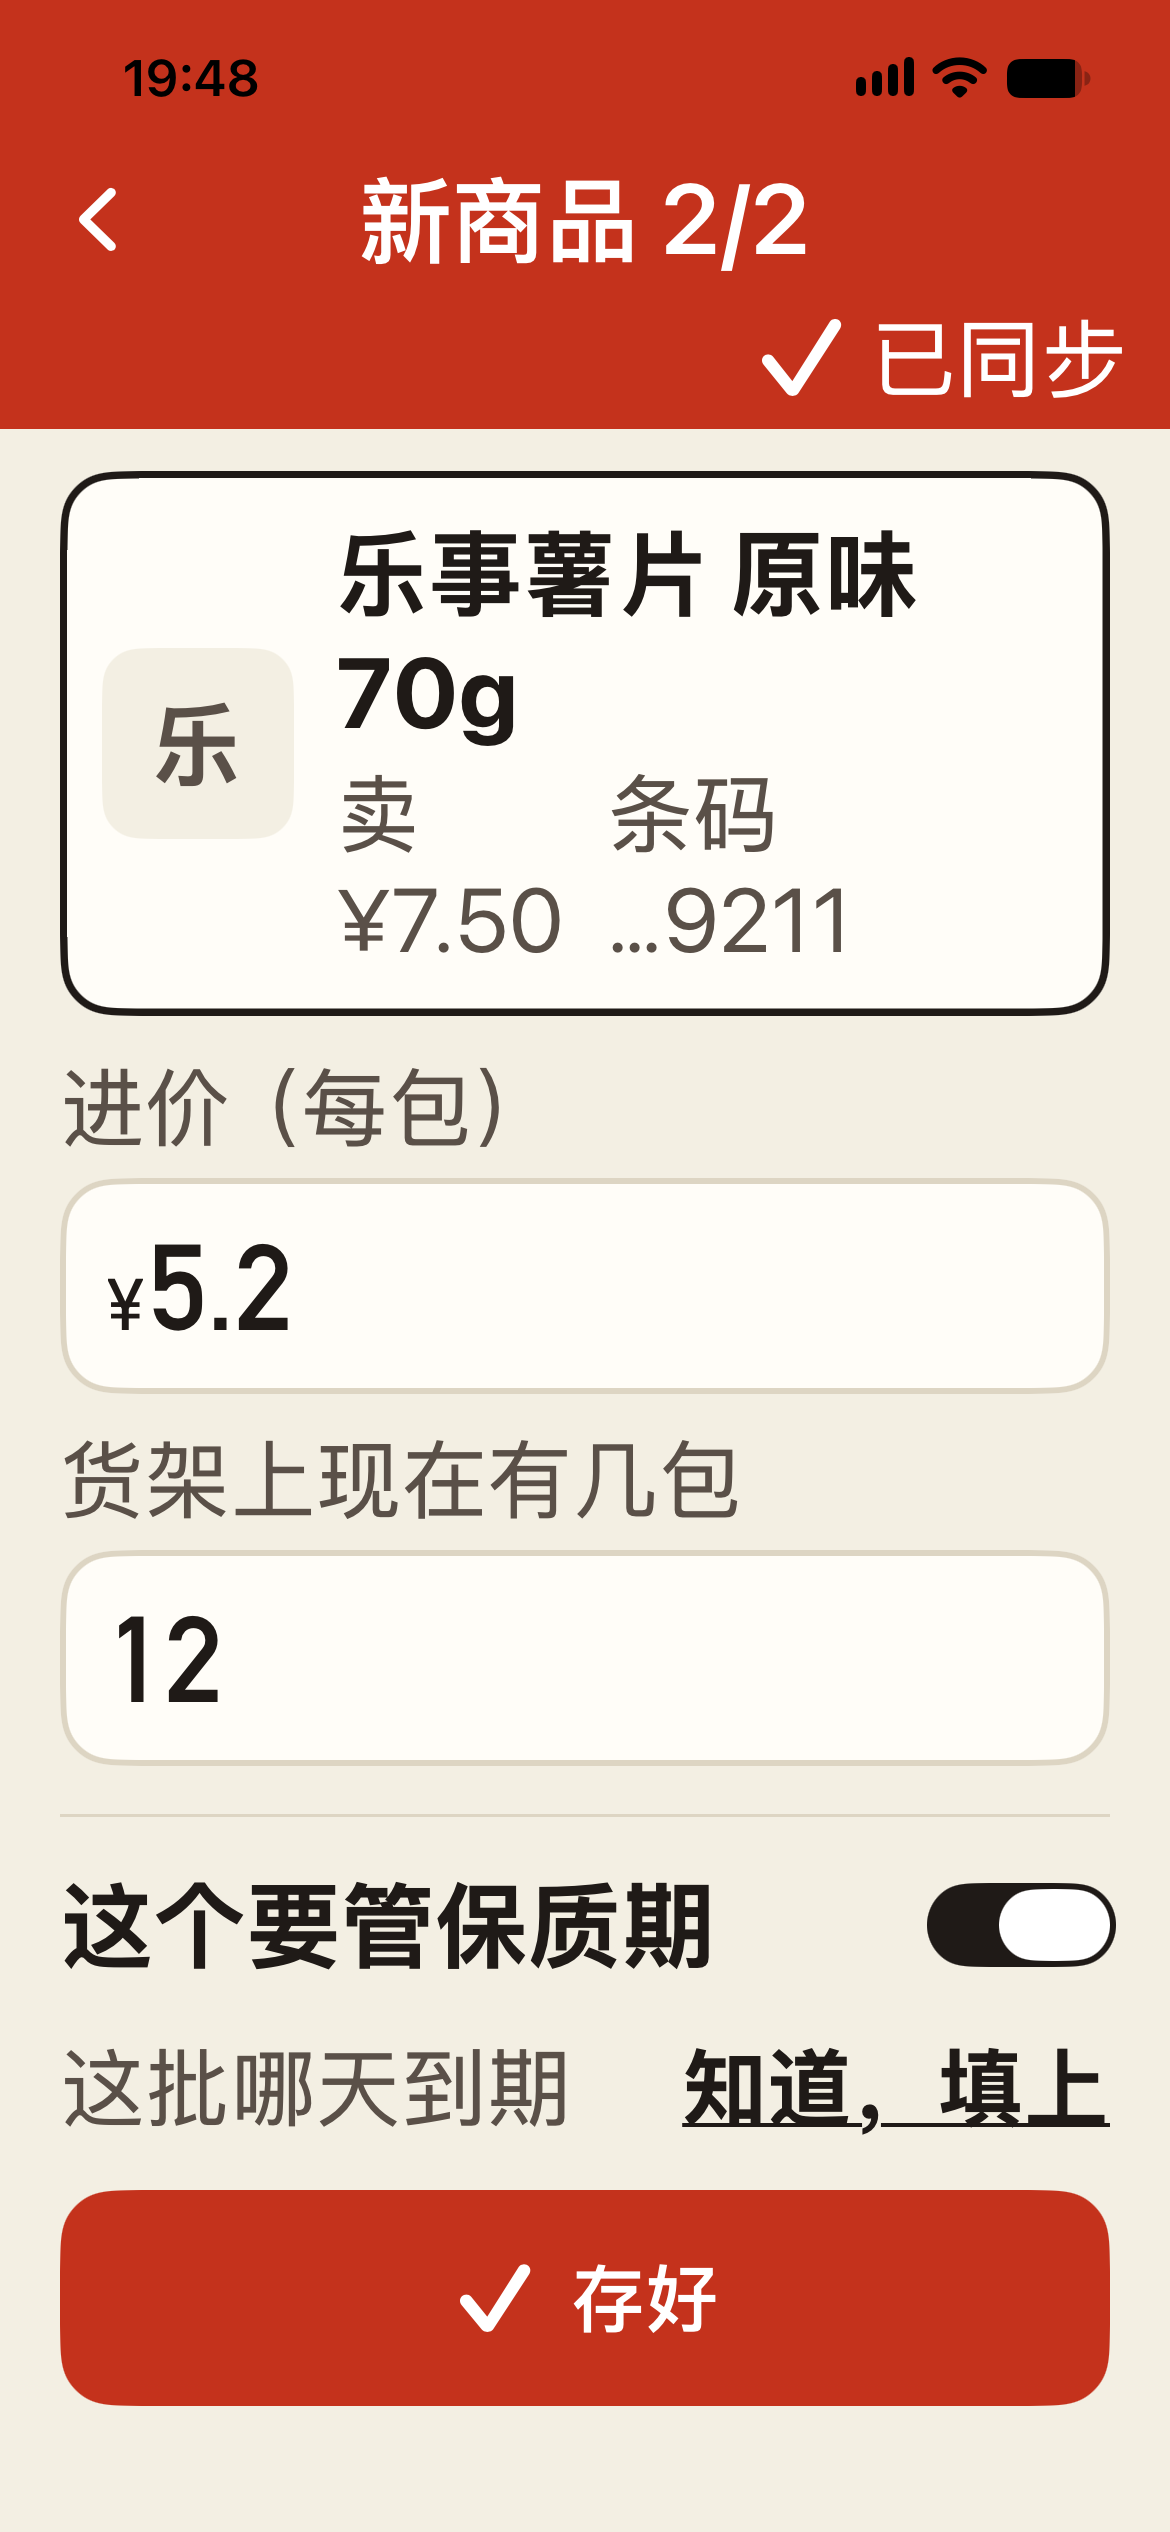 19:48
新商品 2/2
已同步
乐事薯片 原味
70g
乐
卖 条码
¥7.50 …9211
进价（每包）
¥5.2
货架上现在有几包
12
这个要管保质期
这批哪天到期 知道，填上
存好